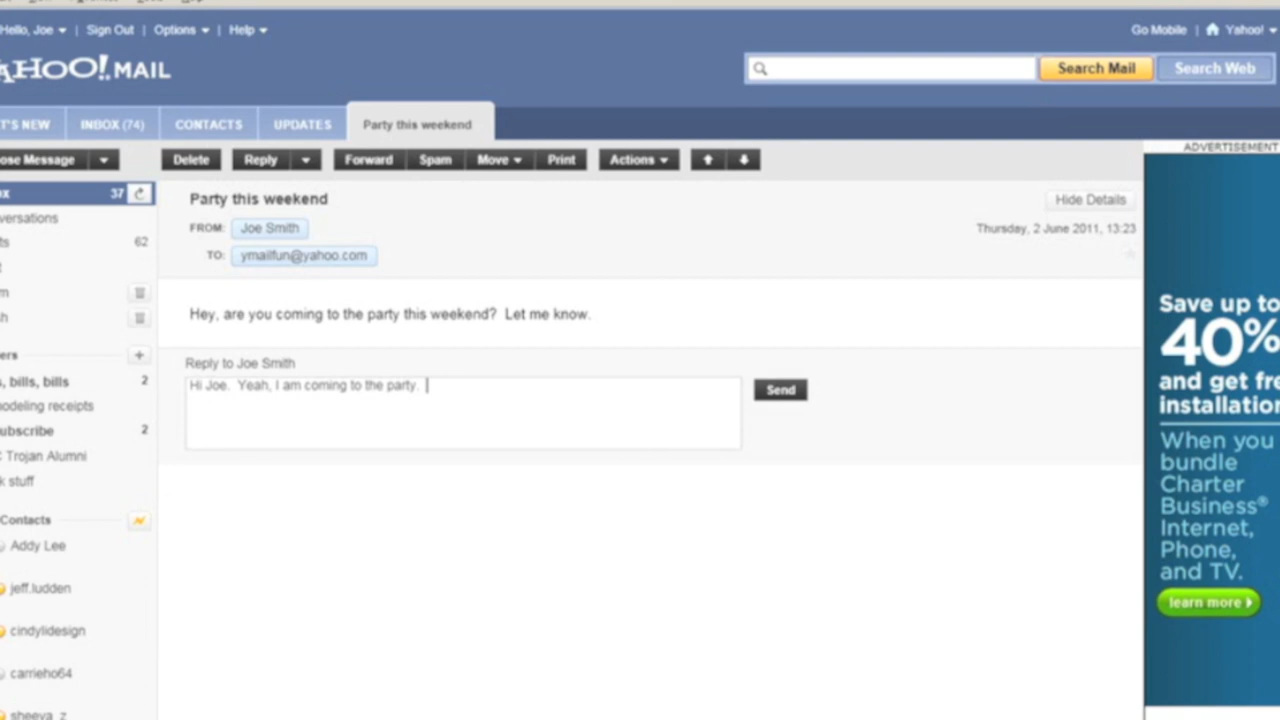 Hello, Joe | Sign Out | Options | Help
Go Mobile | Yahoo!
YAHOO! MAIL
Search Mail
Search Web
T'S NEW
INBOX (74)
CONTACTS
UPDATES
Party this weekend
ose Message
Delete
Reply
Forward
Spam
Move
Print
Actions
ADVERTISEMENT
x 37
versations
ts 62
t
m
h
ers +
s, bills, bills 2
nodeling receipts
ubscribe 2
C Trojan Alumni
k stuff
Contacts
Addy Lee
jeff.ludden
cindylidesign
carrieho64
sheeva_z
Party this weekend
Hide Details
FROM: Joe Smith
Thursday, 2 June 2011, 13:23
TO: ymailfun@yahoo.com
Hey, are you coming to the party this weekend? Let me know.
Reply to Joe Smith
Hi Joe. Yeah, I am coming to the party.
Send
Save up to
40%
and get fre
installation
When you
bundle
Charter
Business®
Internet,
Phone,
and TV.
learn more